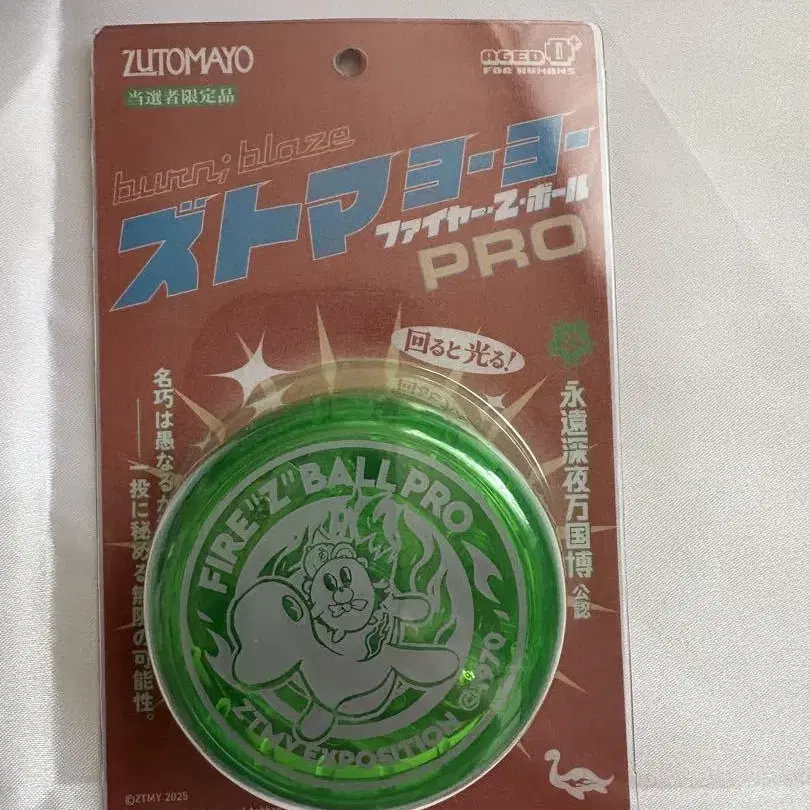 ZUTOMAYO
当選者限定品
AGED 0+
FOR HUMANS
burn; blaze
ズトマヨーヨー
ファイヤー・Z・ボール
PRO
回ると光る!
永遠深夜万国博 公認
名巧は愚なるが
——一投に秘める無限の可能性。
FIRE "Z" BALL PRO
ZTMY EXPOSITION ©1970
©ZTMY 2025